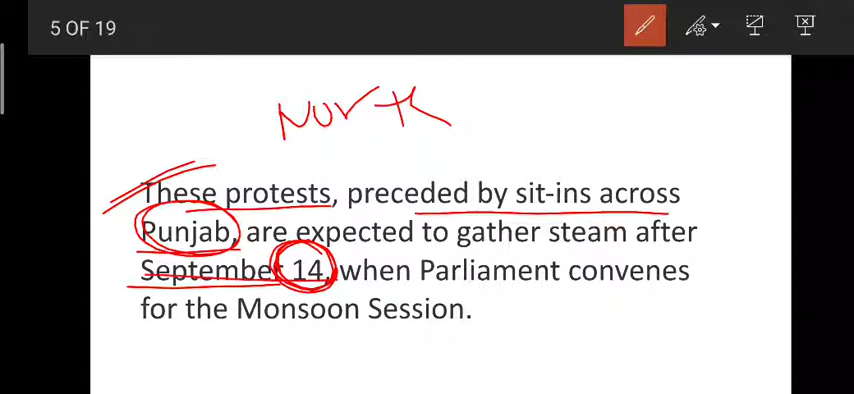 5 OF 19
North
These protests, preceded by sit-ins across
Punjab, are expected to gather steam after
September 14, when Parliament convenes
for the Monsoon Session.